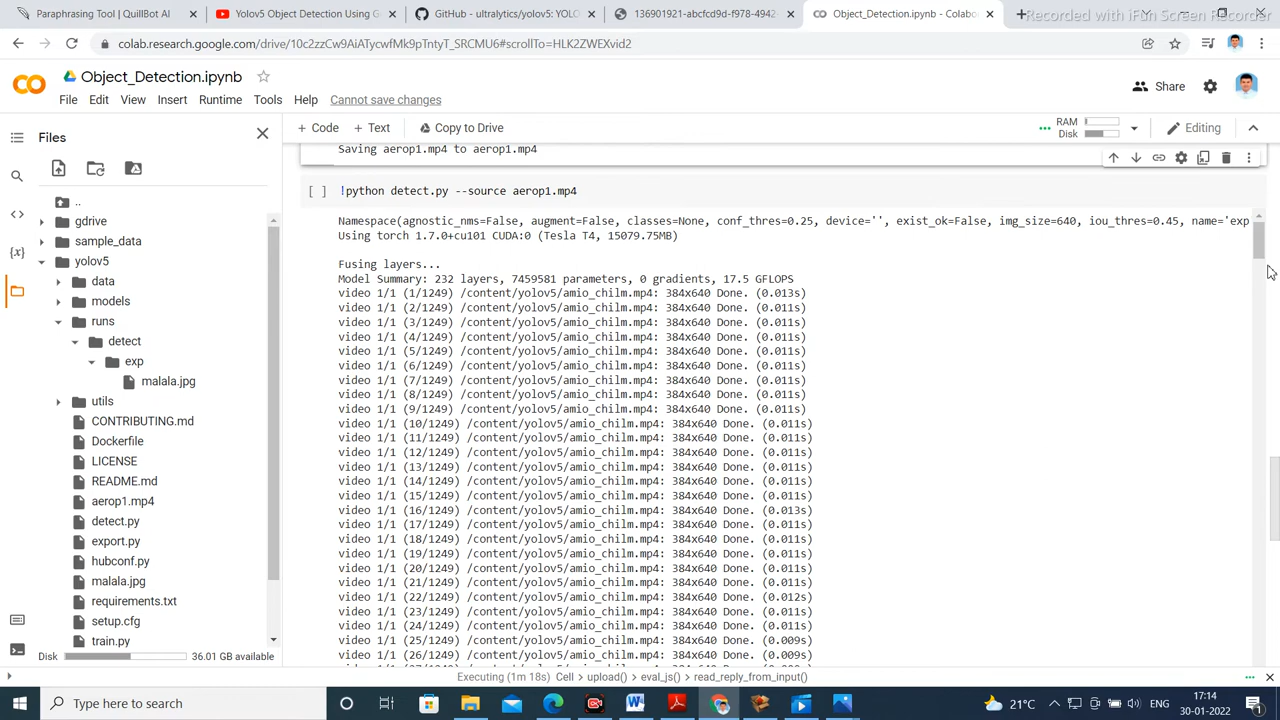 Paraphrasing Tool | QuillBot AI
Yolov5 Object Detection Using G
GitHub - ultralytics/yolov5: YOLO
136901921-abcfcd9d-f978-4942-
Object_Detection.ipynb - Colabo
Recorded with iFun Screen Recorder
colab.research.google.com/drive/10c2zzCw9AiATycwfMk9pTntyT_SRCMU6#scrollTo=HLK2ZWEXvid2
Object_Detection.ipynb
File Edit View Insert Runtime Tools Help Cannot save changes
Share
Files
+ Code + Text Copy to Drive
RAM
Disk
Editing
Saving aerop1.mp4 to aerop1.mp4
..
gdrive
sample_data
yolov5
data
models
runs
detect
exp
malala.jpg
utils
CONTRIBUTING.md
Dockerfile
LICENSE
README.md
aerop1.mp4
detect.py
export.py
hubconf.py
malala.jpg
requirements.txt
setup.cfg
train.py
Disk 36.01 GB available
[ ] !python detect.py --source aerop1.mp4
Namespace(agnostic_nms=False, augment=False, classes=None, conf_thres=0.25, device='', exist_ok=False, img_size=640, iou_thres=0.45, name='exp
Using torch 1.7.0+cu101 CUDA:0 (Tesla T4, 15079.75MB)
Fusing layers...
Model Summary: 232 layers, 7459581 parameters, 0 gradients, 17.5 GFLOPS
video 1/1 (1/1249) /content/yolov5/amio_chilm.mp4: 384x640 Done. (0.013s)
video 1/1 (2/1249) /content/yolov5/amio_chilm.mp4: 384x640 Done. (0.011s)
video 1/1 (3/1249) /content/yolov5/amio_chilm.mp4: 384x640 Done. (0.011s)
video 1/1 (4/1249) /content/yolov5/amio_chilm.mp4: 384x640 Done. (0.011s)
video 1/1 (5/1249) /content/yolov5/amio_chilm.mp4: 384x640 Done. (0.011s)
video 1/1 (6/1249) /content/yolov5/amio_chilm.mp4: 384x640 Done. (0.011s)
video 1/1 (7/1249) /content/yolov5/amio_chilm.mp4: 384x640 Done. (0.011s)
video 1/1 (8/1249) /content/yolov5/amio_chilm.mp4: 384x640 Done. (0.011s)
video 1/1 (9/1249) /content/yolov5/amio_chilm.mp4: 384x640 Done. (0.011s)
video 1/1 (10/1249) /content/yolov5/amio_chilm.mp4: 384x640 Done. (0.011s)
video 1/1 (11/1249) /content/yolov5/amio_chilm.mp4: 384x640 Done. (0.011s)
video 1/1 (12/1249) /content/yolov5/amio_chilm.mp4: 384x640 Done. (0.011s)
video 1/1 (13/1249) /content/yolov5/amio_chilm.mp4: 384x640 Done. (0.011s)
video 1/1 (14/1249) /content/yolov5/amio_chilm.mp4: 384x640 Done. (0.011s)
video 1/1 (15/1249) /content/yolov5/amio_chilm.mp4: 384x640 Done. (0.011s)
video 1/1 (16/1249) /content/yolov5/amio_chilm.mp4: 384x640 Done. (0.013s)
video 1/1 (17/1249) /content/yolov5/amio_chilm.mp4: 384x640 Done. (0.011s)
video 1/1 (18/1249) /content/yolov5/amio_chilm.mp4: 384x640 Done. (0.011s)
video 1/1 (19/1249) /content/yolov5/amio_chilm.mp4: 384x640 Done. (0.011s)
video 1/1 (20/1249) /content/yolov5/amio_chilm.mp4: 384x640 Done. (0.011s)
video 1/1 (21/1249) /content/yolov5/amio_chilm.mp4: 384x640 Done. (0.011s)
video 1/1 (22/1249) /content/yolov5/amio_chilm.mp4: 384x640 Done. (0.012s)
video 1/1 (23/1249) /content/yolov5/amio_chilm.mp4: 384x640 Done. (0.011s)
video 1/1 (24/1249) /content/yolov5/amio_chilm.mp4: 384x640 Done. (0.011s)
video 1/1 (25/1249) /content/yolov5/amio_chilm.mp4: 384x640 Done. (0.009s)
video 1/1 (26/1249) /content/yolov5/amio_chilm.mp4: 384x640 Done. (0.009s)
Executing (1m 18s) Cell > upload() > eval_js() > read_reply_from_input()
Type here to search
21°C
ENG
17:14
30-01-2022